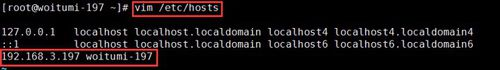 [root@woitumi-197 ~]# vim /etc/hosts
127.0.0.1   localhost localhost.localdomain localhost4 localhost4.localdomain4
::1         localhost localhost.localdomain localhost6 localhost6.localdomain6
192.168.3.197 woitumi-197
~